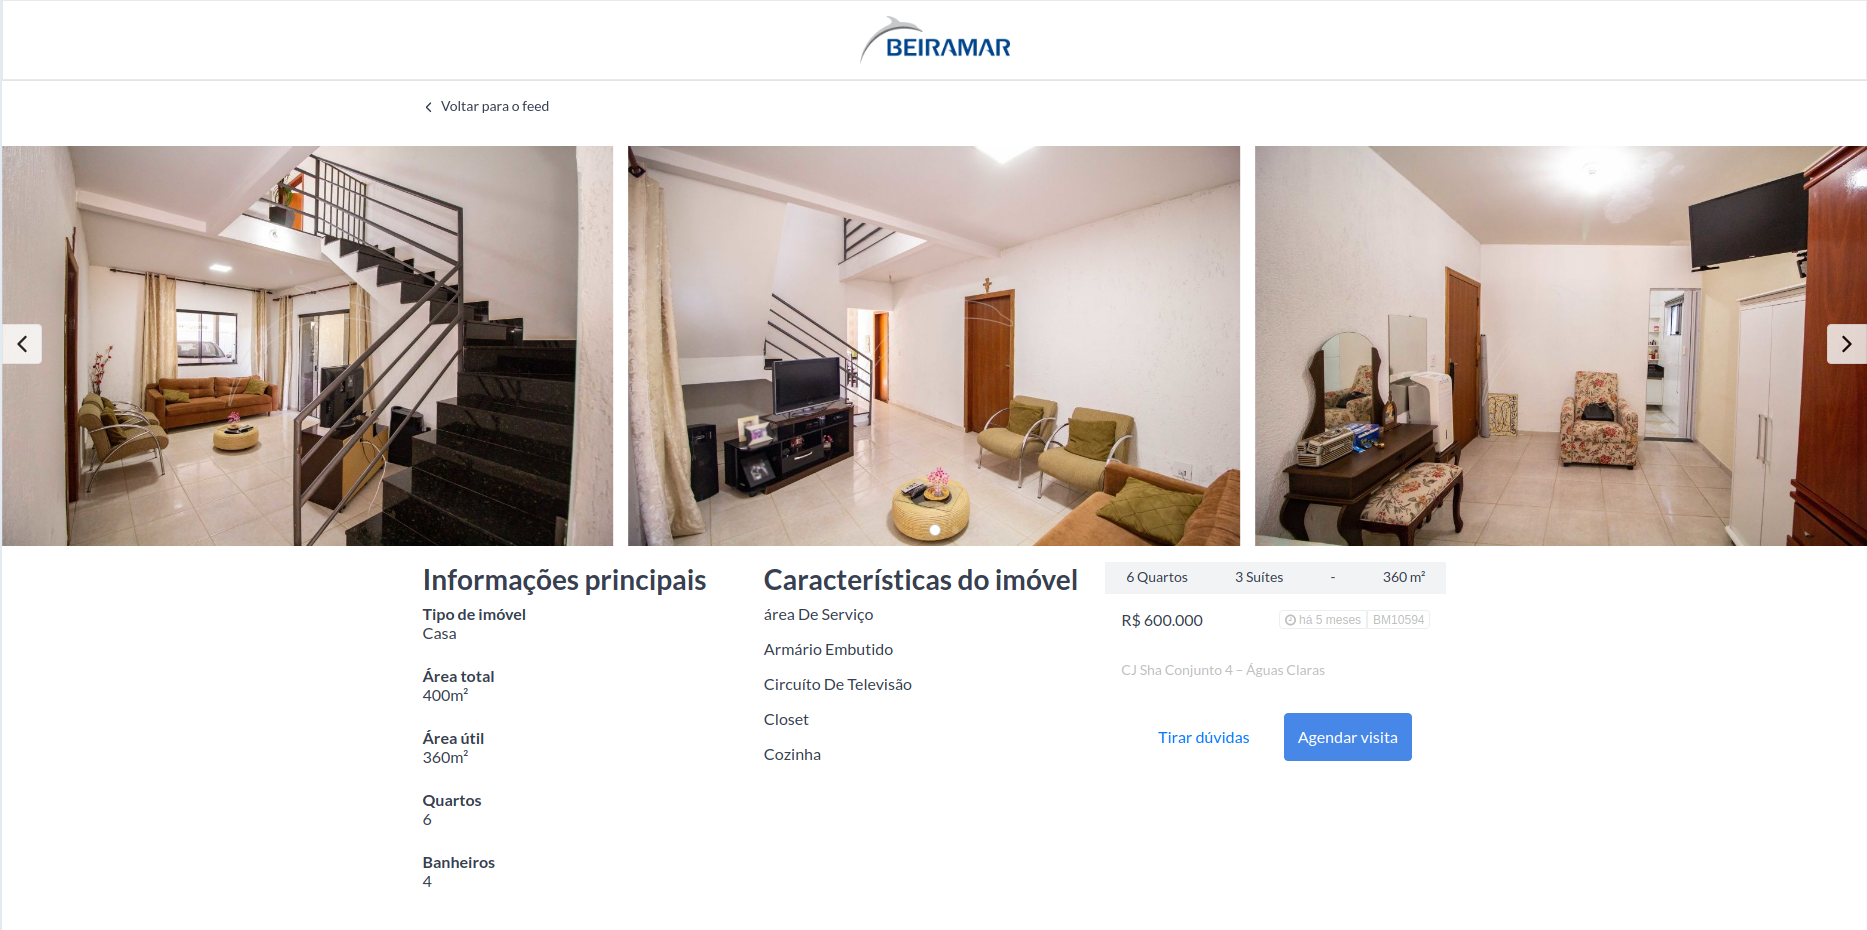 BEIRAMAR
Voltar para o feed
Informações principais
Tipo de imóvel
Casa
Área total
400m²
Área útil
360m²
Quartos
6
Banheiros
4
Características do imóvel
área De Serviço
Armário Embutido
Circuíto De Televisão
Closet
Cozinha
6 Quartos 3 Suítes - 360 m²
R$ 600.000 há 5 meses BM10594
CJ Sha Conjunto 4 – Águas Claras
Tirar dúvidas Agendar visita